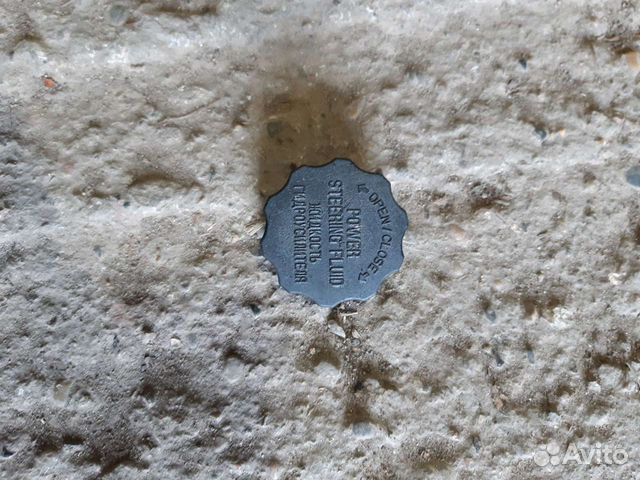 OPEN / CLOSE
POWER
STEERING FLUID
ЖИДКОСТЬ
ГИДРОУСИЛИТЕЛЯ
Avito